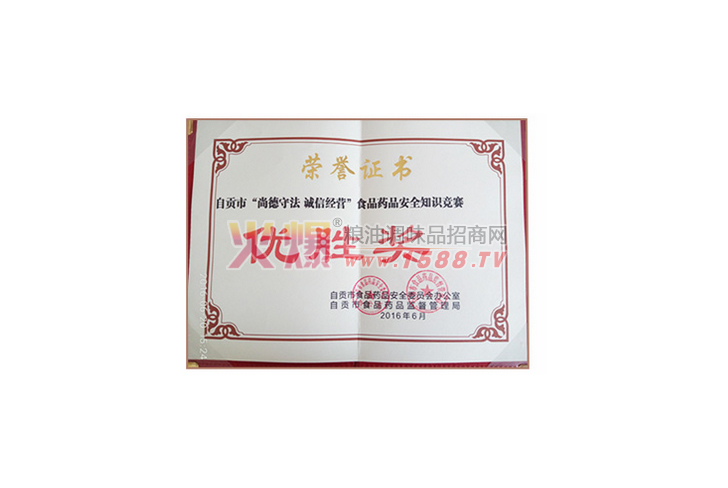 荣誉证书
自贡市“尚德守法 诚信经营”食品药品安全知识竞赛
优胜奖
火爆®粮油调味品招商网
www.1588.TV
自贡市食品药品安全委员会办公室
自贡市食品药品监督管理局
2016年6月